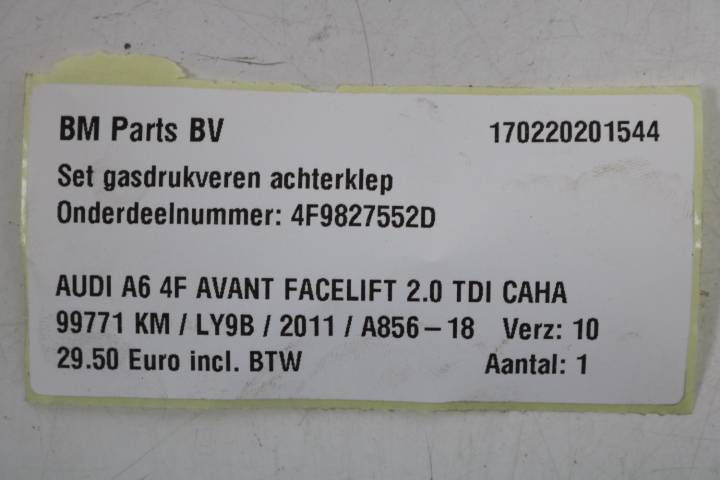 BM Parts BV 170220201544
Set gasdrukveren achterklep
Onderdeelnummer: 4F9827552D
AUDI A6 4F AVANT FACELIFT 2.0 TDI CAHA
99771 KM / LY9B / 2011 / A856-18 Verz: 10
29.50 Euro incl. BTW Aantal: 1